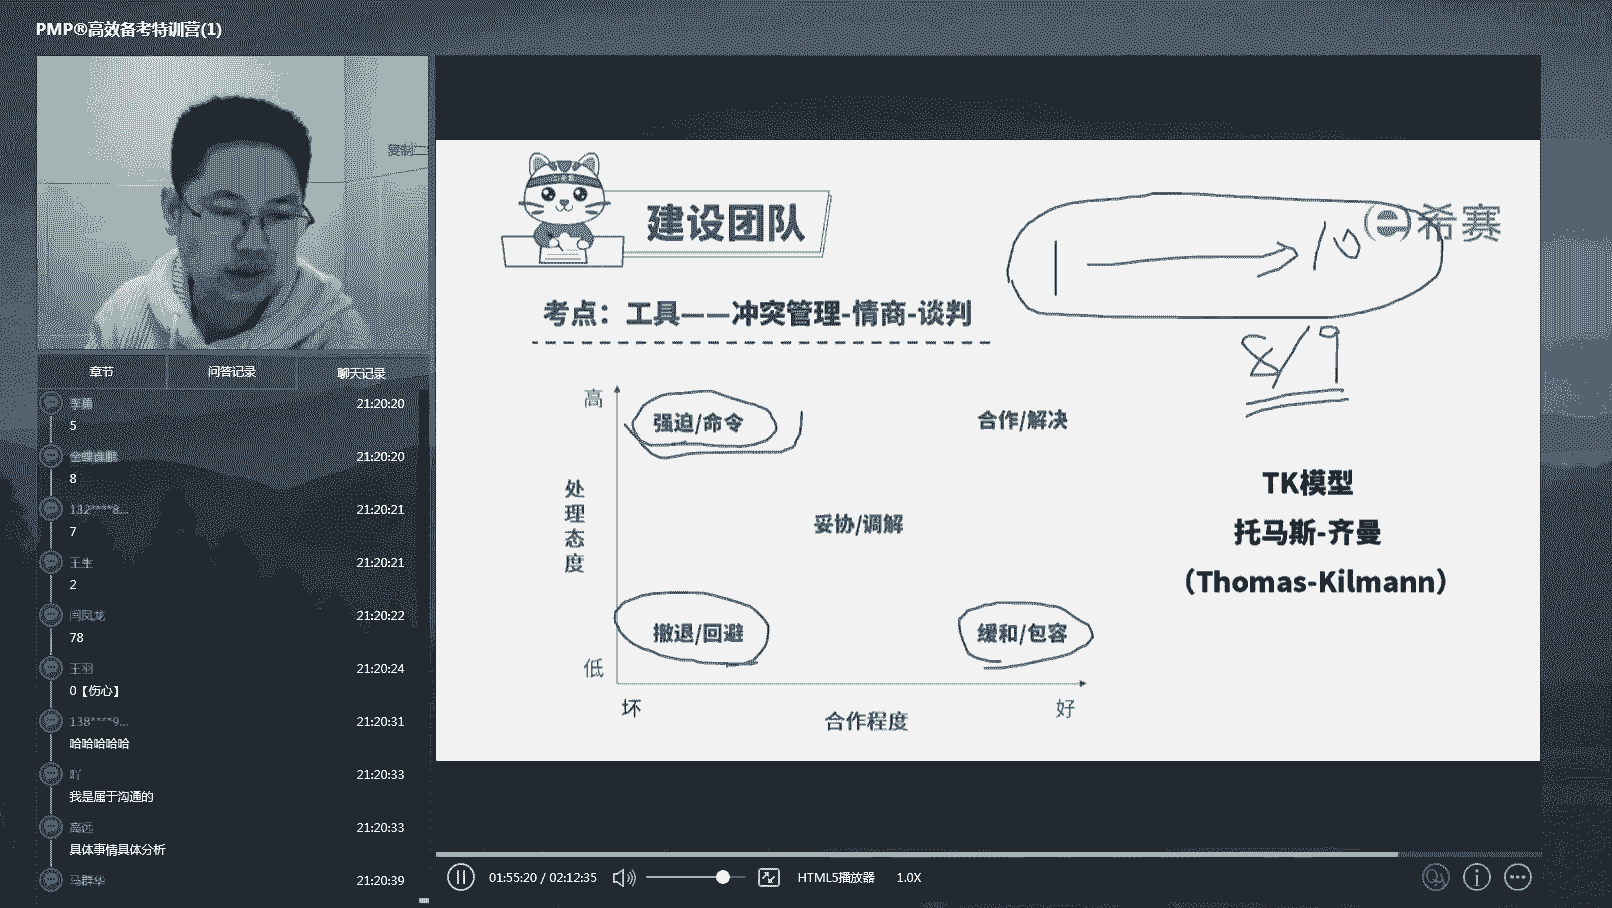 PMP®高效备考特训营(1)
复制二
章节
问答记录
聊天记录
李萌
21:20:20
5
21:20:20
8
132****8...
21:20:21
7
王生
21:20:21
2
闫凤龙
21:20:22
78
王羽
21:20:24
0【伤心】
138****9...
21:20:31
哈哈哈哈哈
吖
21:20:33
我是属于沟通的
高远
21:20:33
具体事情具体分析
马群华
21:20:39
建设团队
希赛
1 → 10
8/9
考点：工具——冲突管理-情商-谈判
高
强迫/命令
合作/解决
处理态度
妥协/调解
撤退/回避
缓和/包容
低
坏
好
合作程度
TK模型
托马斯-齐曼
（Thomas-Kilmann）
01:55:20 / 02:12:35
HTML5播放器
1.0X